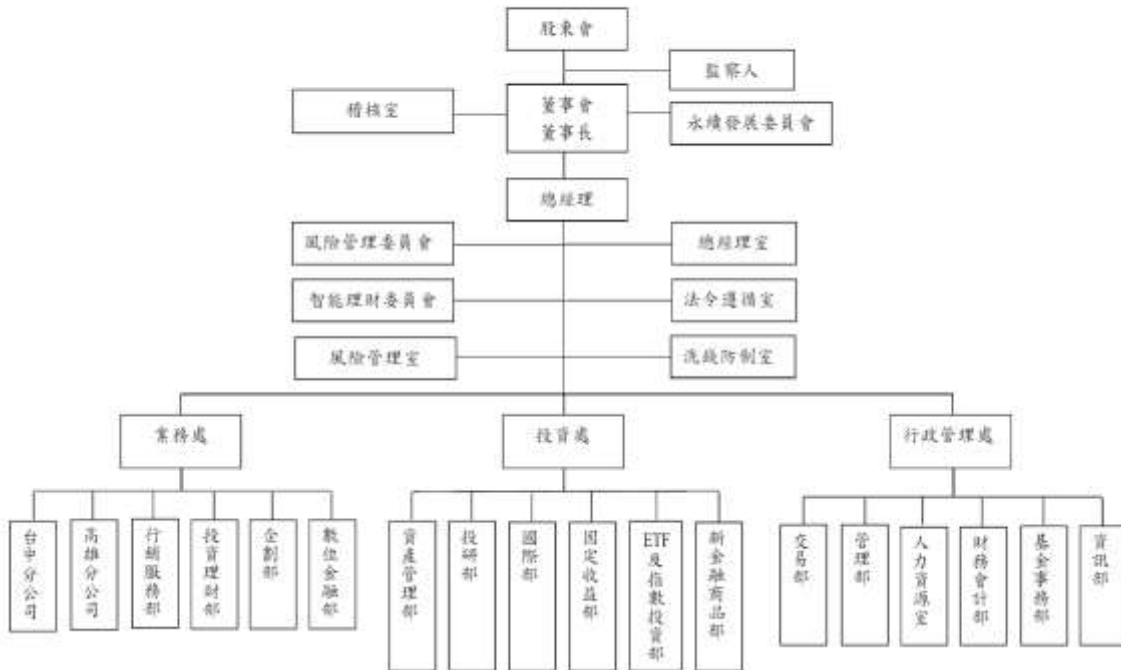 股東會
監察人
稽核室
董事會
董事長
永續發展委員會
總經理
風險管理委員會
總經理室
智能理財委員會
法令遵循室
風險管理室
洗錢防制室
業務處
投資處
行政管理處
台中分公司
高雄分公司
行銷服務部
投資理財部
企劃部
數位金融部
資產管理部
投研部
國際部
固定收益部
ETF及指數投資部
新金融商品部
交易部
管理部
人力資源室
財務會計部
基金事務部
資訊部